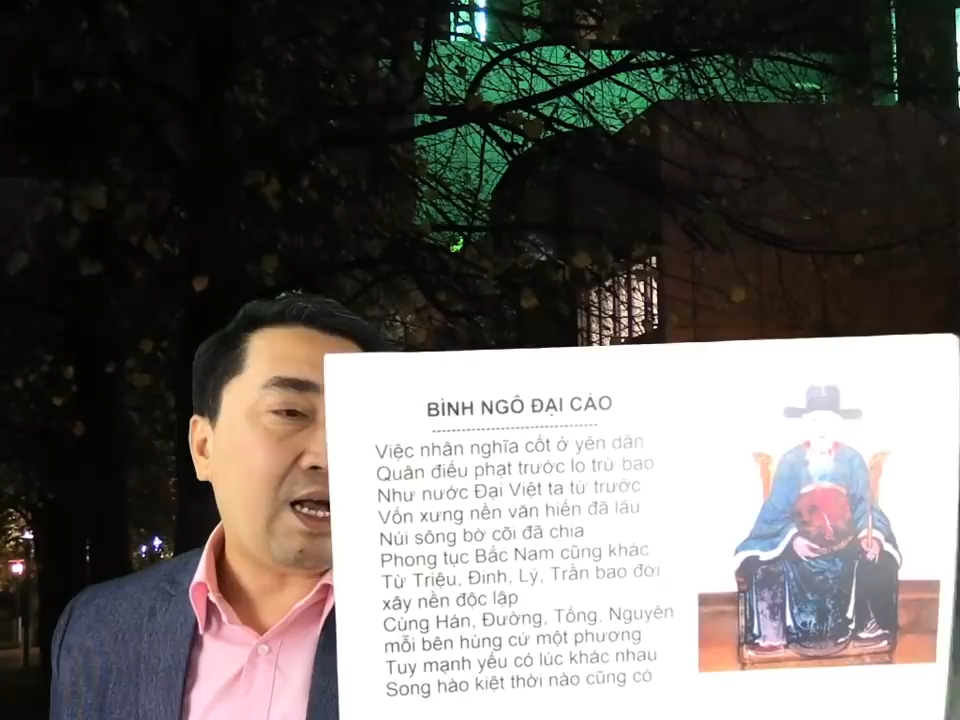 BÌNH NGÔ ĐẠI CÁO
Việc nhân nghĩa cốt ở yên dân
Quân điếu phạt trước lo trừ bạo
Như nước Đại Việt ta từ trước
Vốn xưng nền văn hiến đã lâu
Núi sông bờ cõi đã chia
Phong tục Bắc Nam cũng khác
Từ Triệu, Đinh, Lý, Trần bao đời
xây nền độc lập
Cùng Hán, Đường, Tống, Nguyên
mỗi bên hùng cứ một phương
Tuy mạnh yếu có lúc khác nhau
Song hào kiệt thời nào cũng có